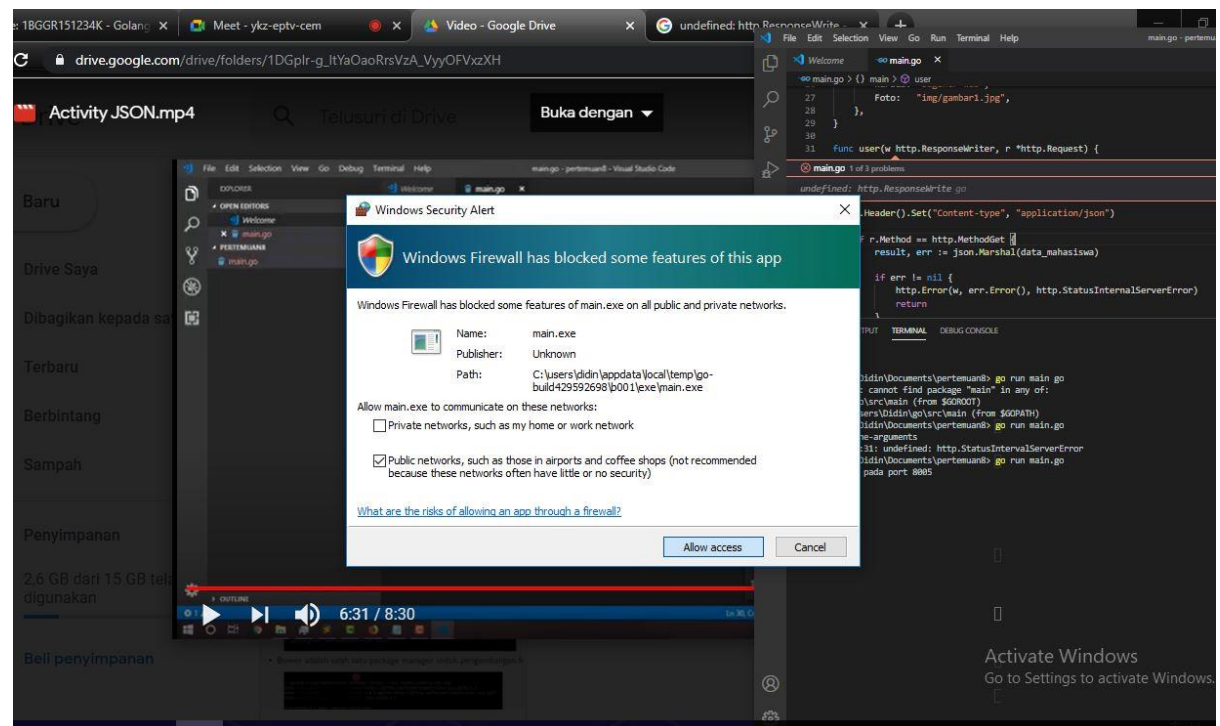 e: 1BGGR151234K - Golang
Meet - ykz-eptv-cem
Video - Google Drive
undefined: http.ResponseWrite
drive.google.com/drive/folders/1DGplr-g_ltYaOaoRrsVzA_VyyOFVxzXH
Activity JSON.mp4
Telusuri di Drive
Buka dengan
Baru
Drive Saya
Dibagikan kepada sa
Terbaru
Berbintang
Sampah
Penyimpanan
2,6 GB dari 15 GB tela
digunakan
Beli penyimpanan
File Edit Selection View Go Debug Terminal Help
main.go - pertemuan8 - Visual Studio Code
EXPLORER
OPEN EDITORS
Welcome
main.go
PERTEMUAN8
main.go
Welcome
main.go
OUTLINE
6:31 / 8:30
Windows Security Alert
Windows Firewall has blocked some features of this app
Windows Firewall has blocked some features of main.exe on all public and private networks.
Name: main.exe
Publisher: Unknown
Path: C:\users\didin\appdata\local\temp\go-
build429592698\b001\exe\main.exe
Allow main.exe to communicate on these networks:
Private networks, such as my home or work network
Public networks, such as those in airports and coffee shops (not recommended
because these networks often have little or no security)
What are the risks of allowing an app through a firewall?
Allow access
Cancel
File Edit Selection View Go Run Terminal Help
main.go - pertemu
Welcome
main.go
main.go > {} main > user
27 Foto: "img/gambar1.jpg",
28 },
29 }
30
31 func user(w http.ResponseWriter, r *http.Request) {
main.go 1 of 3 problems
undefined: http.ResponseWrite go
.Header().Set("Content-type", "application/json")
f r.Method == http.MethodGet {
result, err := json.Marshal(data_mahasiswa)
if err != nil {
http.Error(w, err.Error(), http.StatusInternalServerError)
return
}
TPUT TERMINAL DEBUG CONSOLE
Didin\Documents\pertemuan8> go run main go
: cannot find package "main" in any of:
o\src\main (from $GOROOT)
sers\Didin\go\src\main (from $GOPATH)
Didin\Documents\pertemuan8> go run main.go
ne-arguments
:31: undefined: http.StatusIntervalServerError
Didin\Documents\pertemuan8> go run main.go
pada port 8005
Activate Windows
Go to Settings to activate Windows.